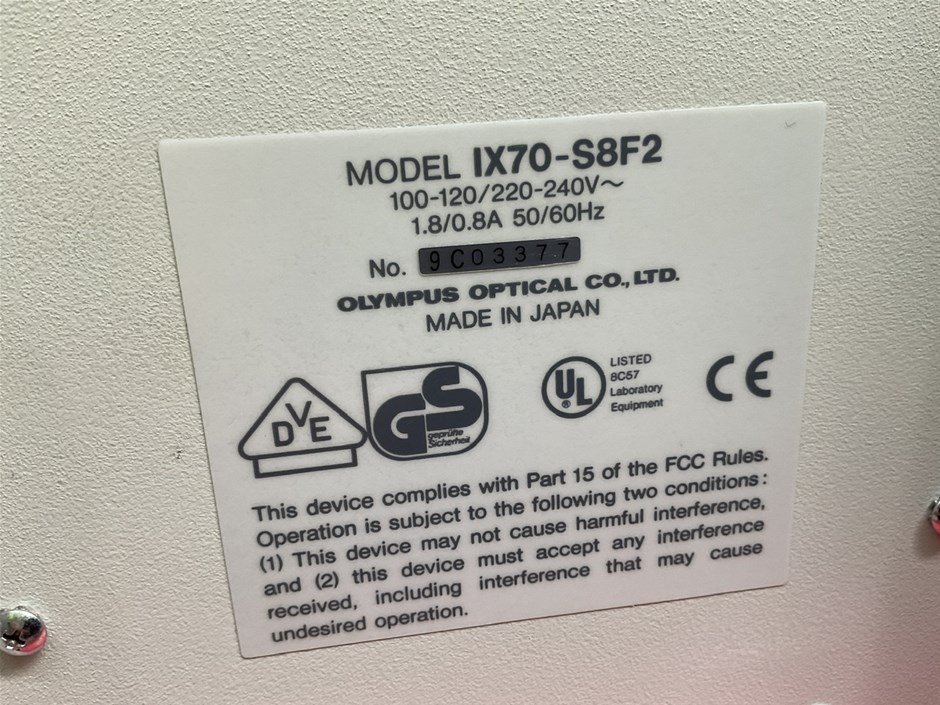 MODEL IX70-S8F2
100-120/220-240V~
1.8/0.8A 50/60Hz
No. 9C03377
OLYMPUS OPTICAL CO., LTD.
MADE IN JAPAN
DVE
GS
geprüfte
Sicherheit
UL
®
LISTED
8C57
Laboratory
Equipment
CE
This device complies with Part 15 of the FCC Rules.
Operation is subject to the following two conditions:
(1) This device may not cause harmful interference,
and (2) this device must accept any interference
received, including interference that may cause
undesired operation.